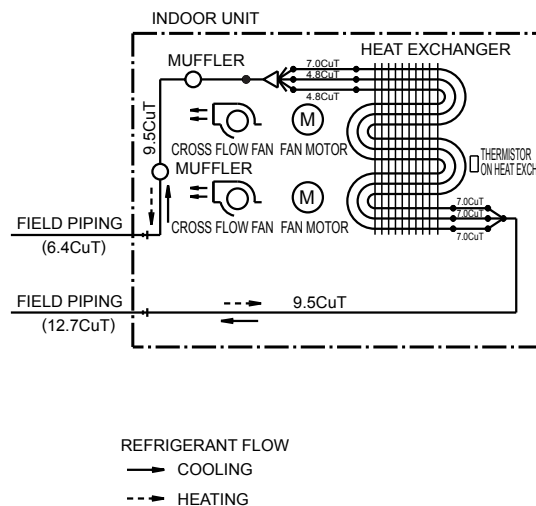 INDOOR UNIT
MUFFLER
HEAT EXCHANGER
7.0CuT
4.8CuT
4.8CuT
9.5CuT
M
CROSS FLOW FAN FAN MOTOR
MUFFLER
THERMISTOR
ON HEAT EXCH
M
CROSS FLOW FAN FAN MOTOR
7.0CuT
7.0CuT
7.0CuT
FIELD PIPING
(6.4CuT)
FIELD PIPING
(12.7CuT)
9.5CuT
REFRIGERANT FLOW
COOLING
HEATING